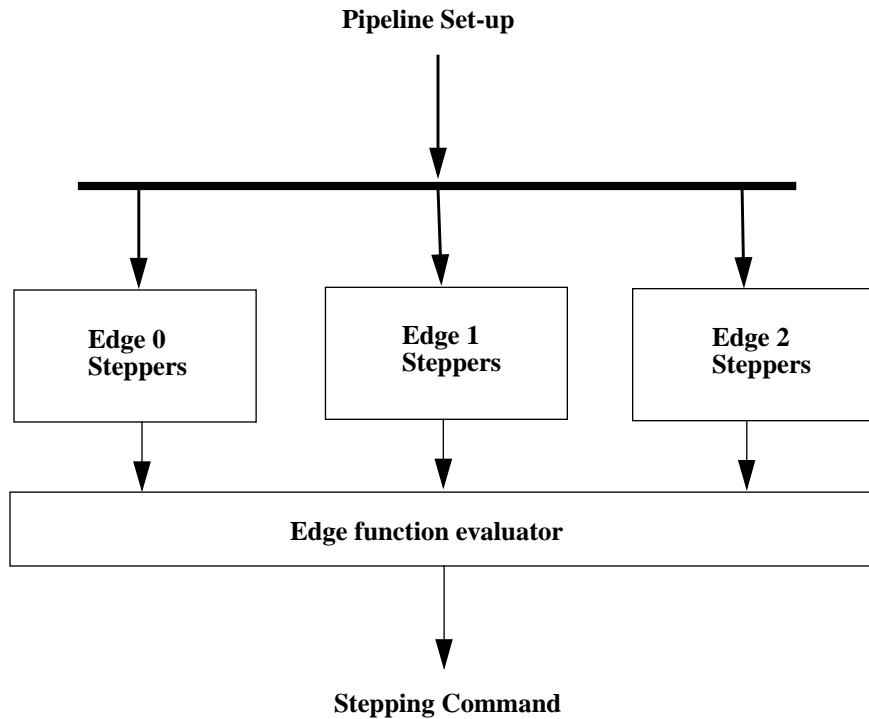 Pipeline Set-up
Edge 0
Steppers
Edge 1
Steppers
Edge 2
Steppers
Edge function evaluator
Stepping Command